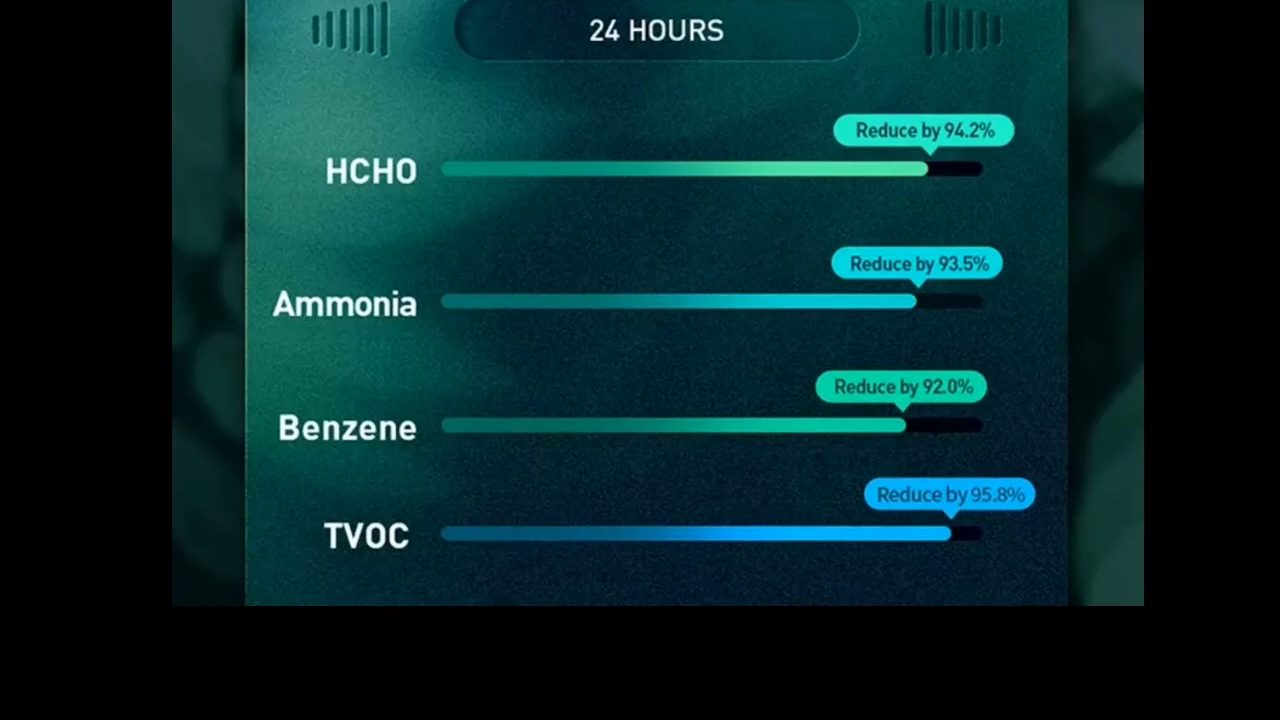 24 HOURS
Reduce by 94.2%
HCHO
Reduce by 93.5%
Ammonia
Reduce by 92.0%
Benzene
Reduce by 95.8%
TVOC